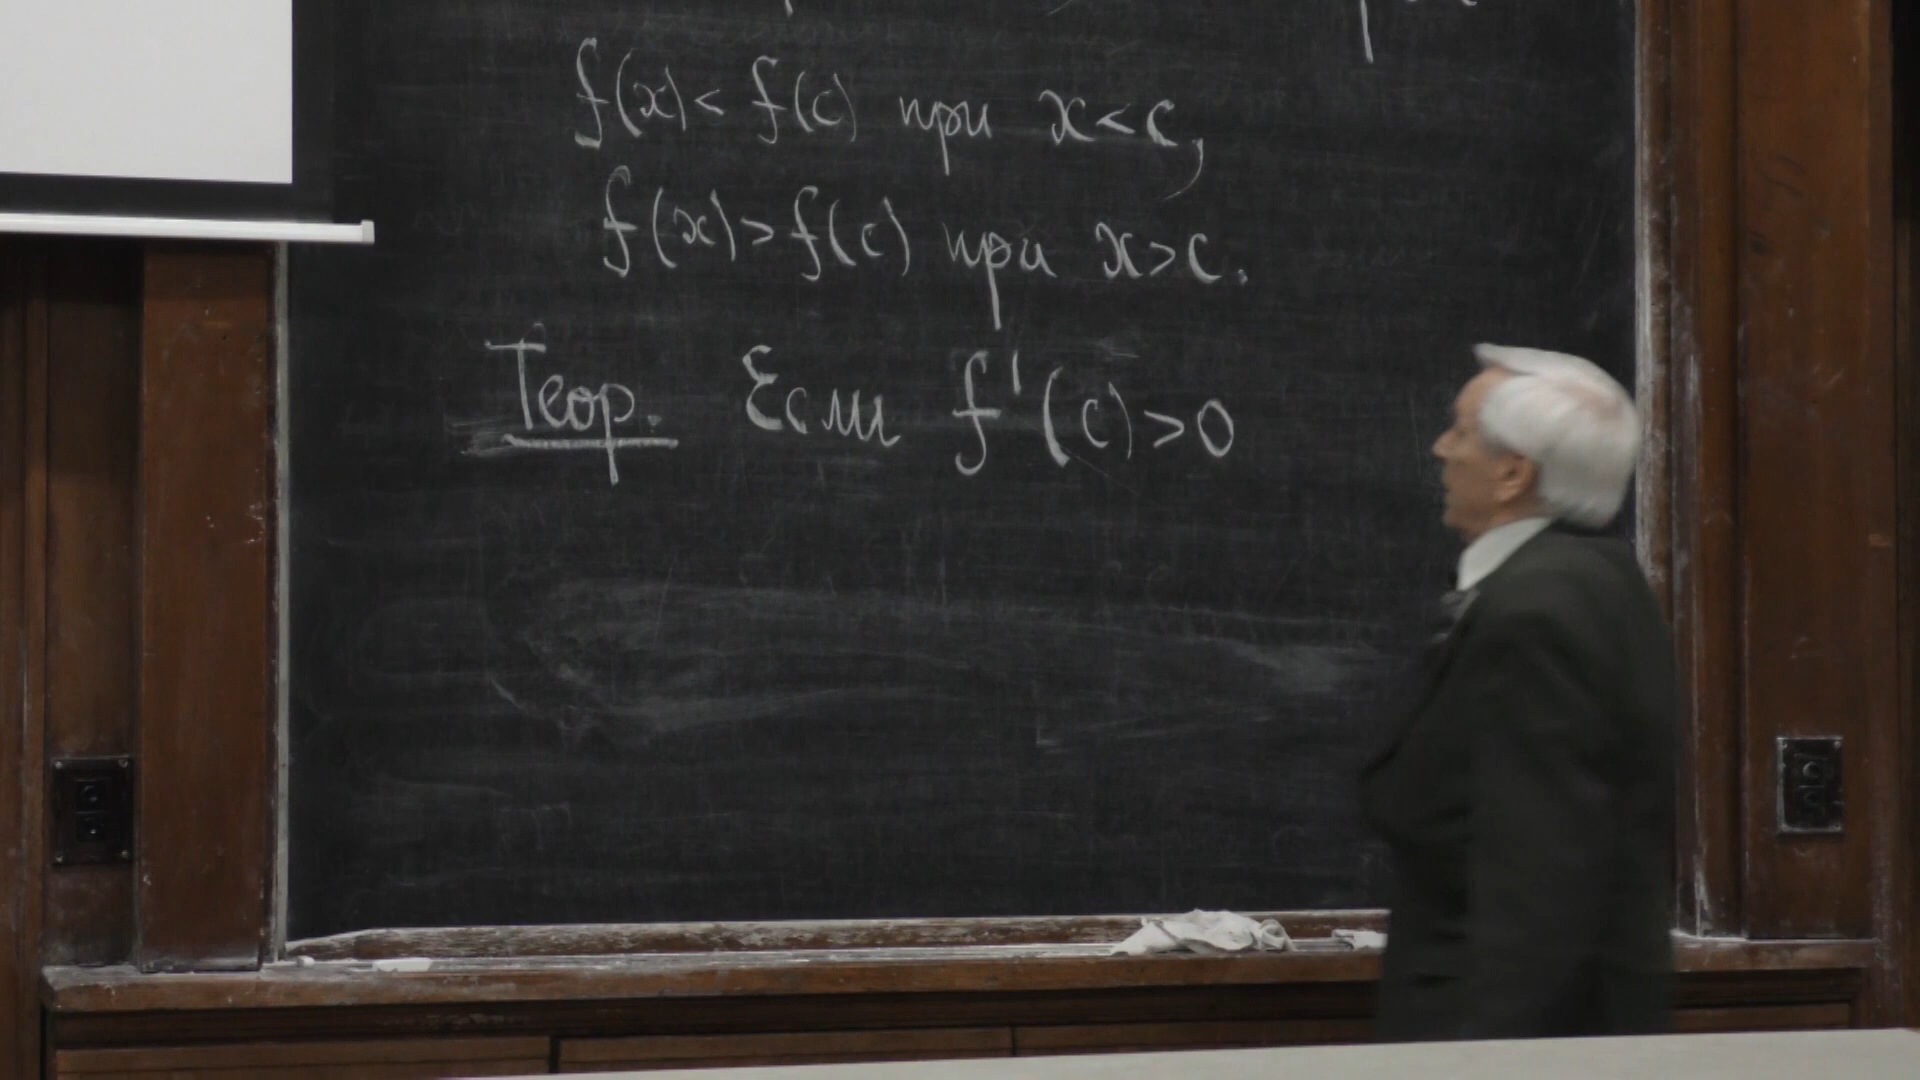 f(x) < f(c) при x < c,
f(x) > f(c) при x > c.
Теор. Если f'(c) > 0